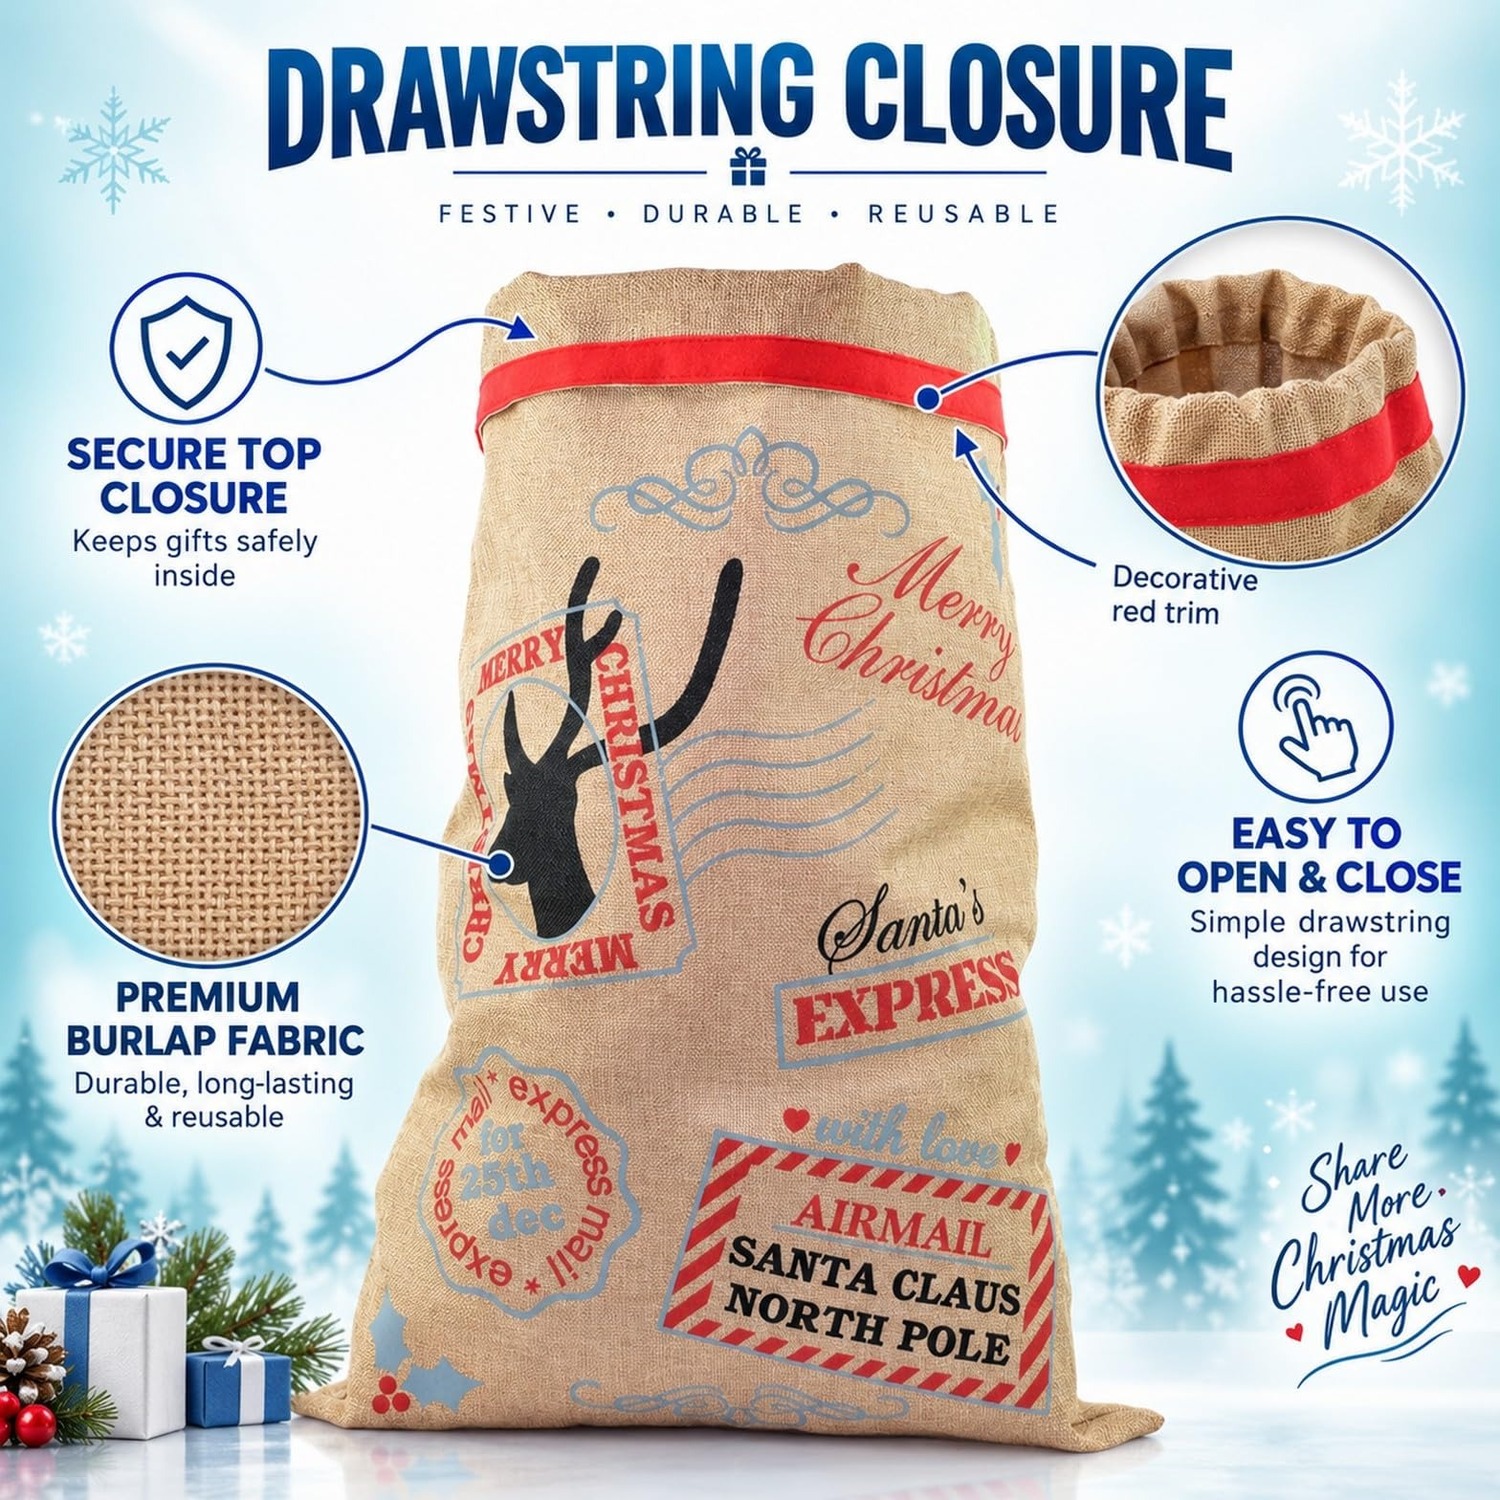 DRAWSTRING CLOSURE
FESTIVE • DURABLE • REUSABLE
SECURE TOP
CLOSURE
Keeps gifts safely
inside
Decorative
red trim
PREMIUM
BURLAP FABRIC
Durable, long-lasting
& reusable
EASY TO
OPEN & CLOSE
Simple drawstring
design for
hassle-free use
Share
More
Christmas
Magic
Merry
Christmas
MERRY
CHRISTMAS
MERRY
CHRISTMAS
Santa's
EXPRESS
express mail * express mail *
for
25th
dec
with love
AIRMAIL
SANTA CLAUS
NORTH POLE